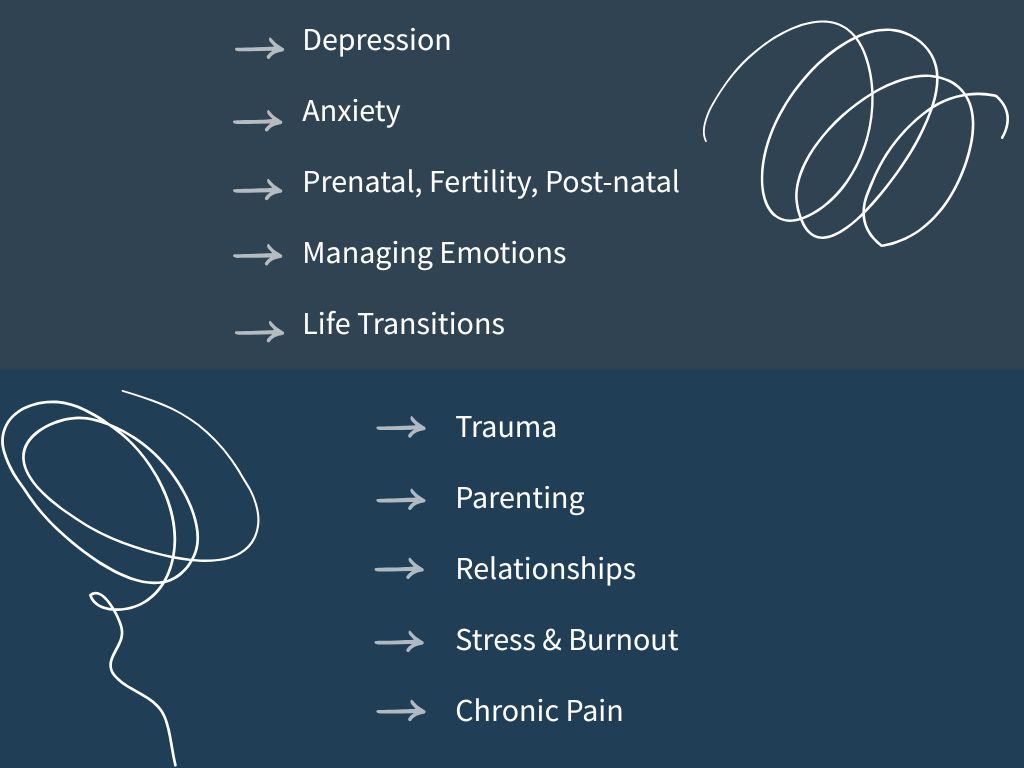 Depression
Anxiety
Prenatal, Fertility, Post-natal
Managing Emotions
Life Transitions
Trauma
Parenting
Relationships
Stress & Burnout
Chronic Pain